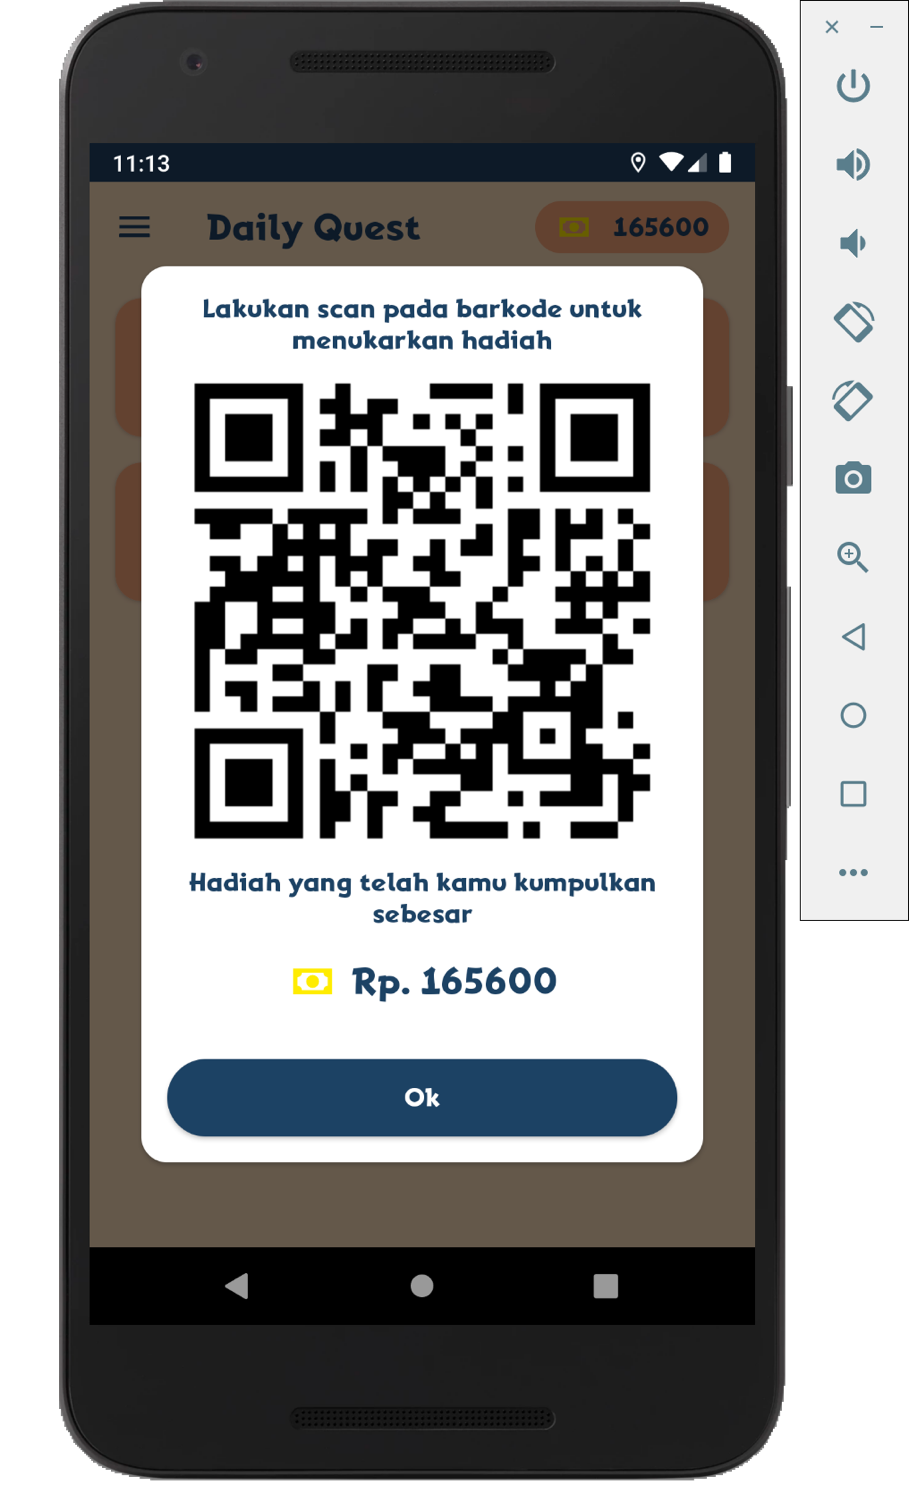 11:13
Daily Quest
165600
Lakukan scan pada barkode untuk
menukarkan hadiah
Hadiah yang telah kamu kumpulkan
sebesar
Rp. 165600
Ok